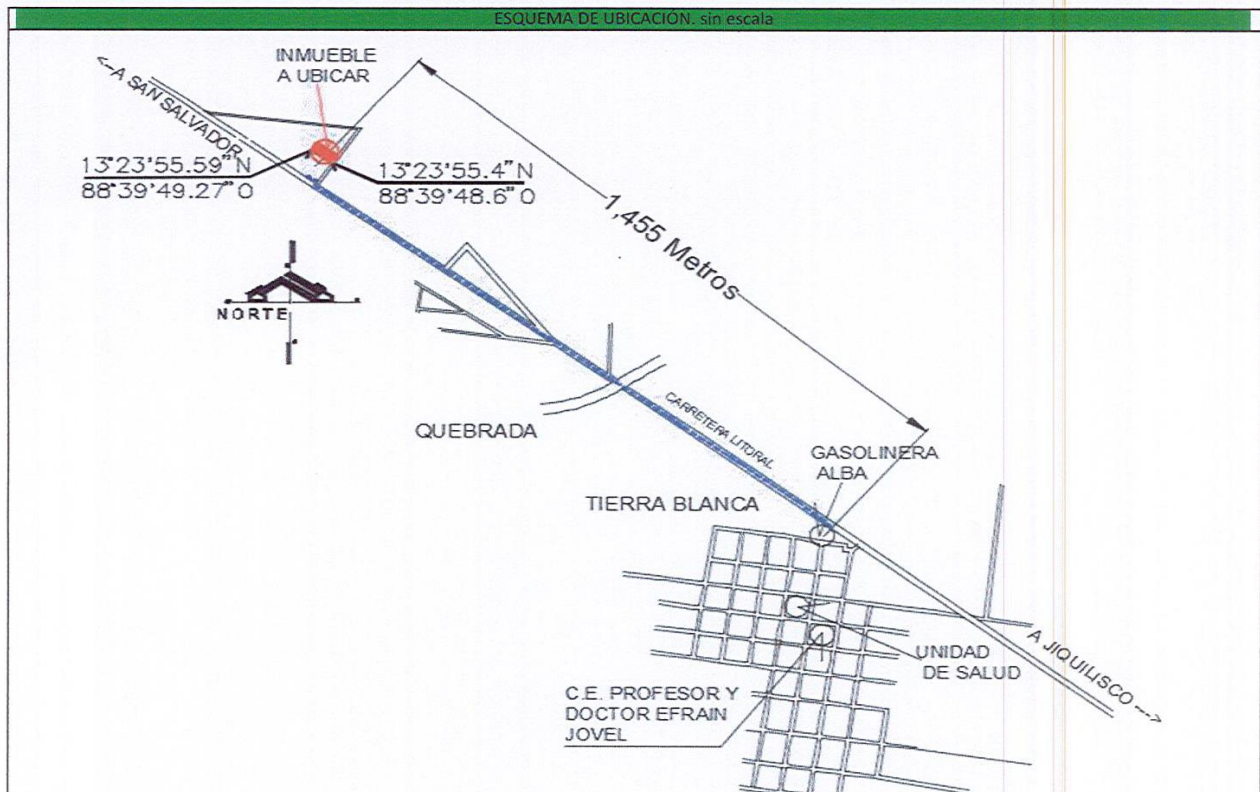 ESQUEMA DE UBICACIÓN. sin escala
INMUEBLE
A UBICAR
<--A SAN SALVADOR
13°23'55.59"N
88°39'49.27"O
13°23'55.4"N
88°39'48.6"O
1,455 Metros
NORTE
QUEBRADA
CARRETERA LITORAL
GASOLINERA
ALBA
TIERRA BLANCA
UNIDAD
DE SALUD
A JIQUILISCO --->
C.E. PROFESOR Y
DOCTOR EFRAIN
JOVEL